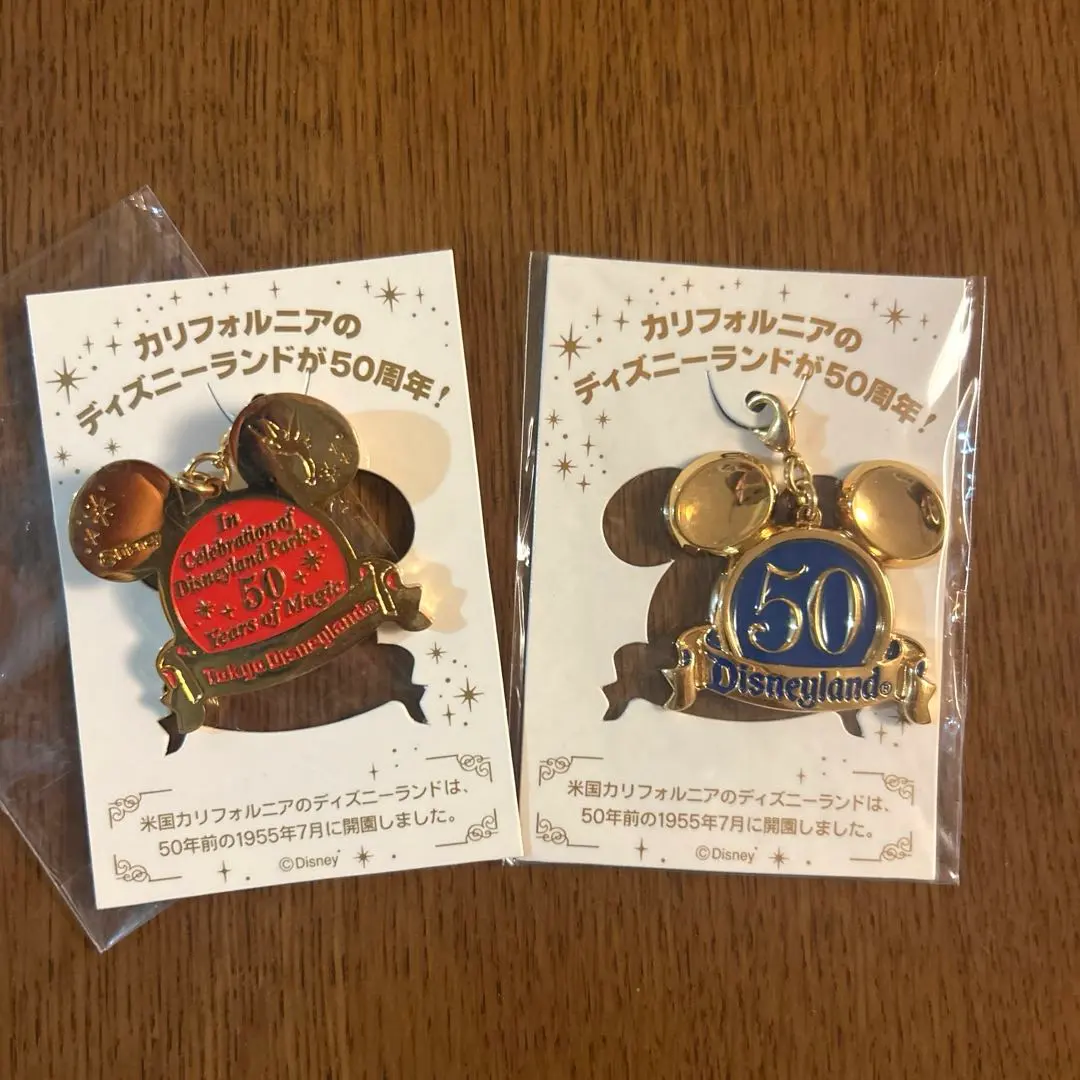 カリフォルニアの
ディズニーランドが50周年！
©Disney
In
Celebration of
Disneyland Park's
50
Years of Magic
Tokyo Disneyland®
米国カリフォルニアのディズニーランドは、
50年前の1955年7月に開園しました。
©Disney
カリフォルニアの
ディズニーランドが50周年！
50
Disneyland®
米国カリフォルニアのディズニーランドは、
50年前の1955年7月に開園しました。
©Disney